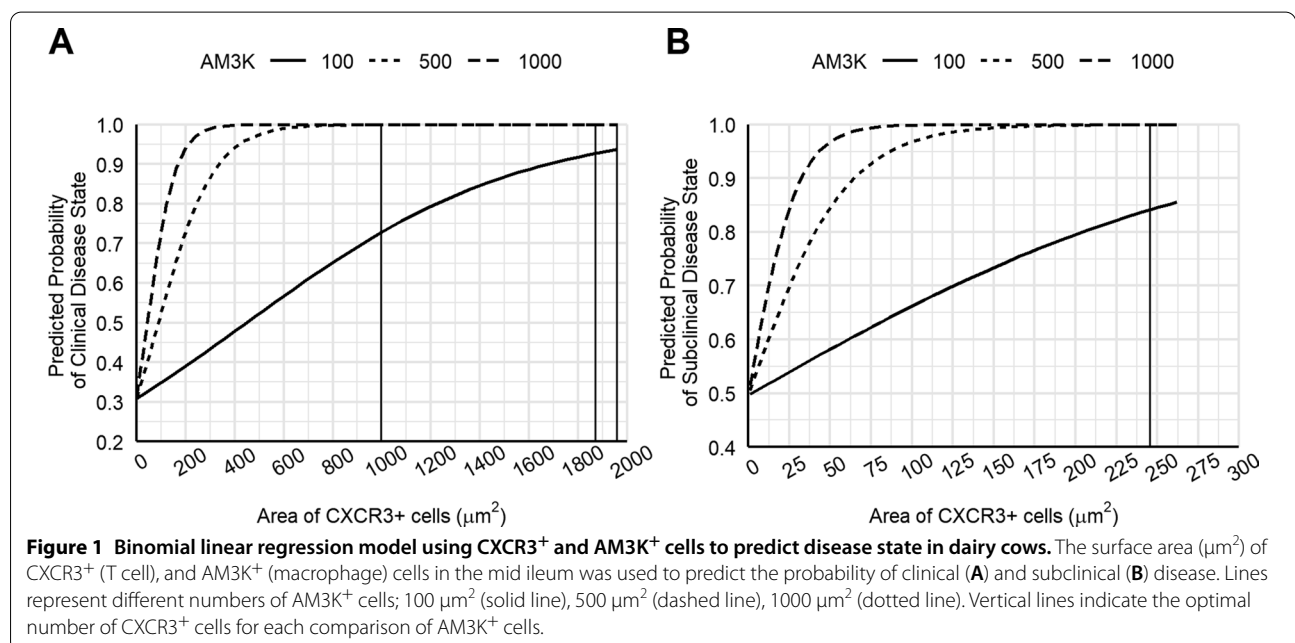 A
AM3K 100 500 1000
Predicted Probability
of Clinical Disease State
1.0
0.9
0.8
0.7
0.6
0.5
0.4
0.3
0.2
0 200 400 600 800 1000 1200 1400 1600 1800 2000
Area of CXCR3+ cells (μm²)
B
AM3K 100 500 1000
Predicted Probability
of Subclinical Disease State
1.0
0.9
0.8
0.7
0.6
0.5
0.4
0 25 50 75 100 125 150 175 200 225 250 275 300
Area of CXCR3+ cells (μm²)
Figure 1 Binomial linear regression model using CXCR3⁺ and AM3K⁺ cells to predict disease state in dairy cows. The surface area (μm²) of
CXCR3⁺ (T cell), and AM3K⁺ (macrophage) cells in the mid ileum was used to predict the probability of clinical (A) and subclinical (B) disease. Lines
represent different numbers of AM3K⁺ cells; 100 μm² (solid line), 500 μm² (dashed line), 1000 μm² (dotted line). Vertical lines indicate the optimal
number of CXCR3⁺ cells for each comparison of AM3K⁺ cells.